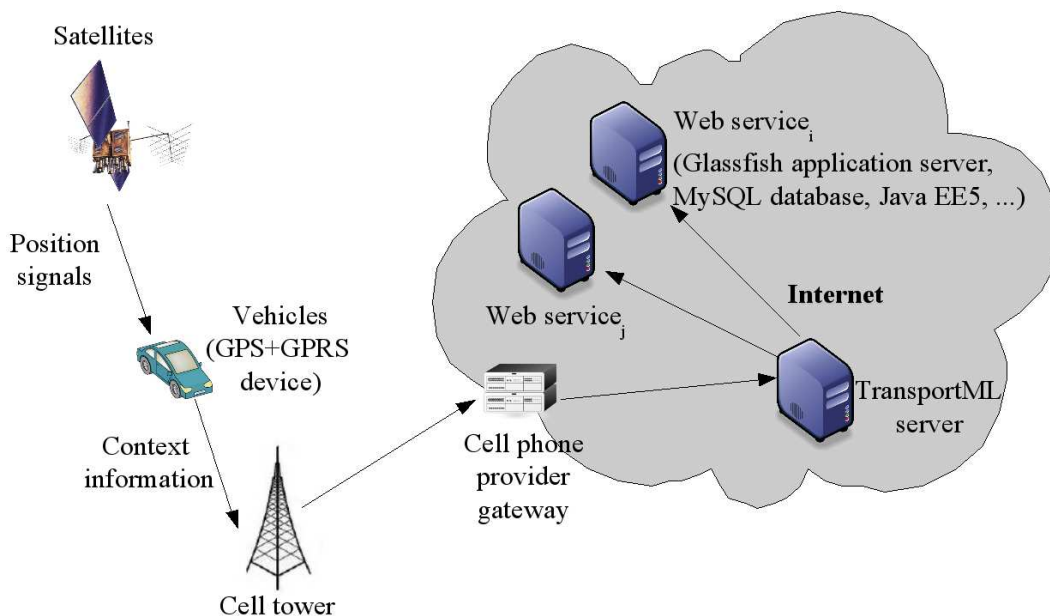 Satellites
Position
signals
Vehicles
(GPS+GPRS
device)
Context
information
Cell tower
Cell phone
provider
gateway
Web service_i
(Glassfish application server,
MySQL database, Java EE5, ...)
Web service_j
Internet
TransportML
server